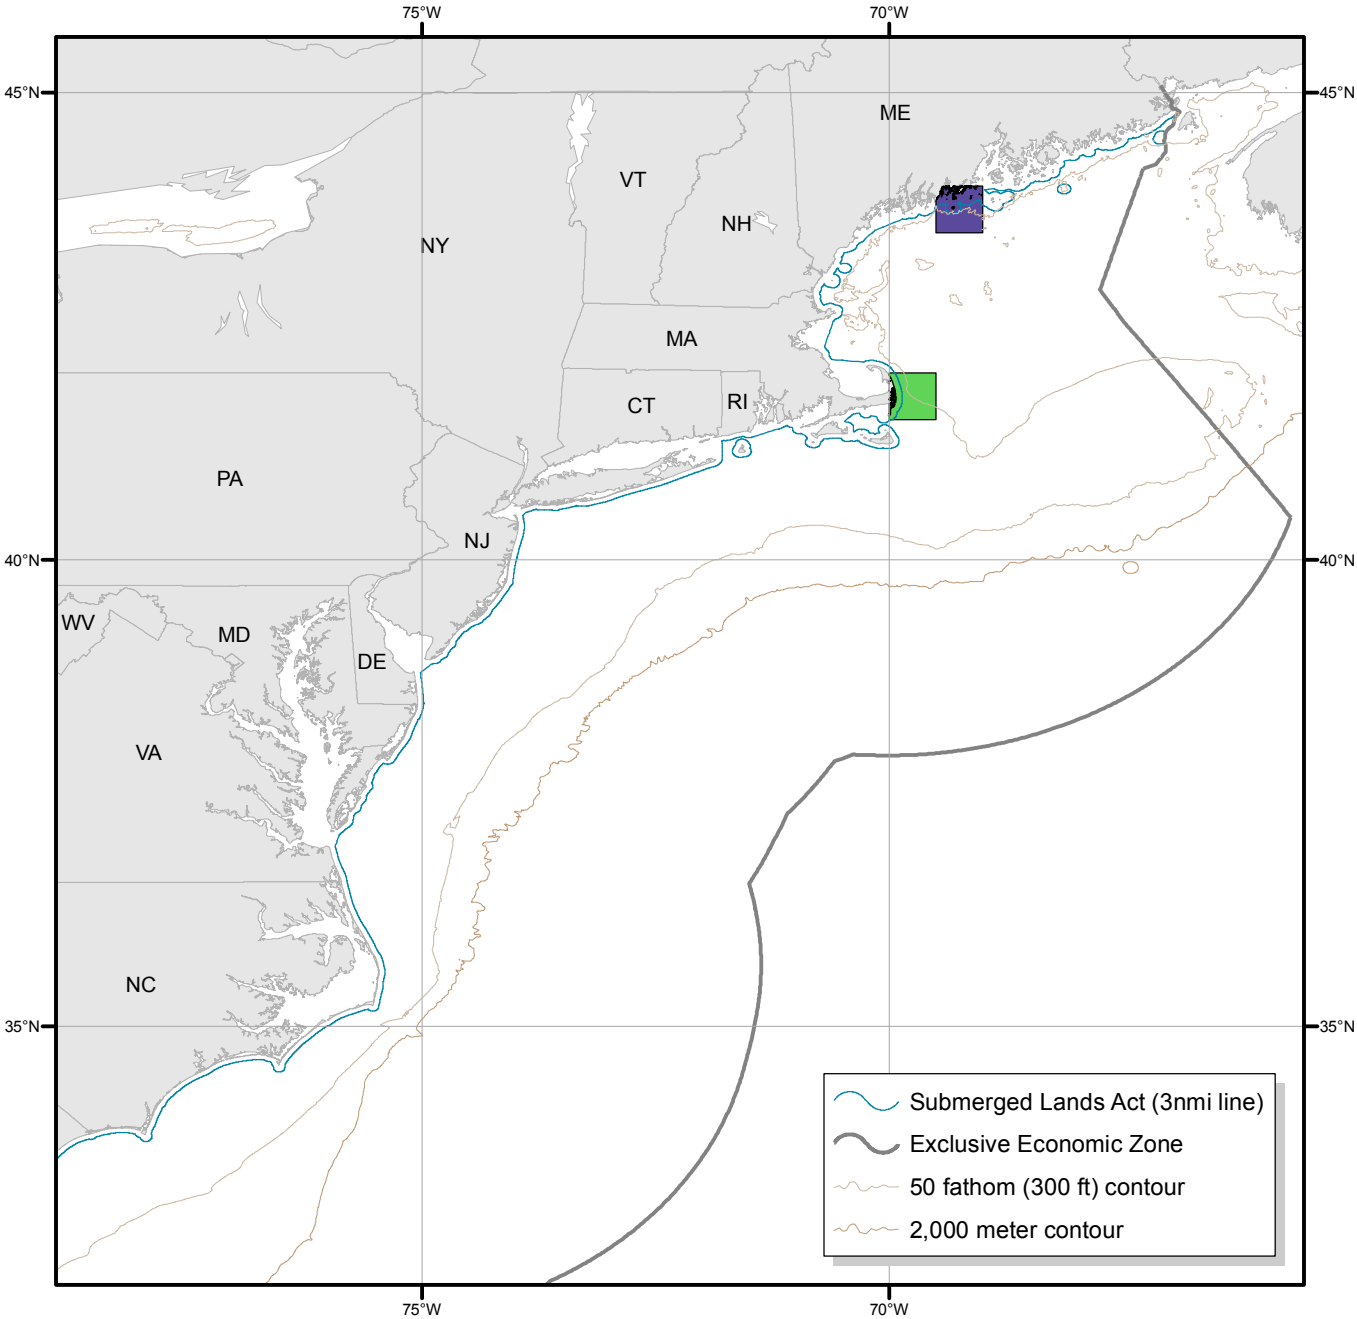 75°W
70°W
45°N
45°N
ME
VT
NH
NY
MA
CT
RI
PA
NJ
40°N
40°N
WV
MD
DE
VA
NC
35°N
35°N
Submerged Lands Act (3nmi line)
Exclusive Economic Zone
50 fathom (300 ft) contour
2,000 meter contour
75°W
70°W